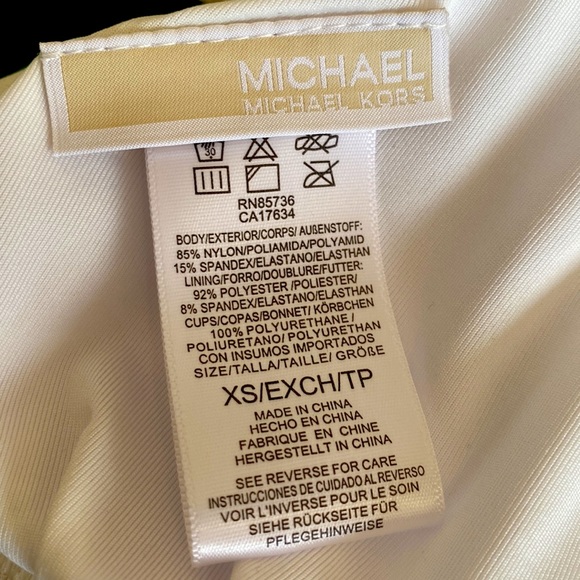 MICHAEL
MICHAEL KORS
30
RN85736
CA17634
BODY/EXTERIOR/CORPS/ AUßENSTOFF:
85% NYLON/POLIAMIDA/POLYAMID
15% SPANDEX/ELASTANO/ELASTHAN
LINING/FORRO/DOUBLURE/FUTTER:
92% POLYESTER /POLIESTER/
8% SPANDEX/ELASTANO/ELASTHAN
CUPS/COPAS/BONNET/ KÖRBCHEN
100% POLYURETHANE /
POLIURETANO/ POLYURETHAN
CON INSUMOS IMPORTADOS
SIZE/TALLA/TAILLE/ GRÖßE
XS/EXCH/TP
MADE IN CHINA
HECHO EN CHINA
FABRIQUE EN CHINE
HERGESTELLT IN CHINA
SEE REVERSE FOR CARE
INSTRUCCIONES DE CUIDADO AL REVERSO
VOIR L'INVERSE POUR LE SOIN
SIEHE RÜCKSEITE FÜR
PFLEGEHINWEISE